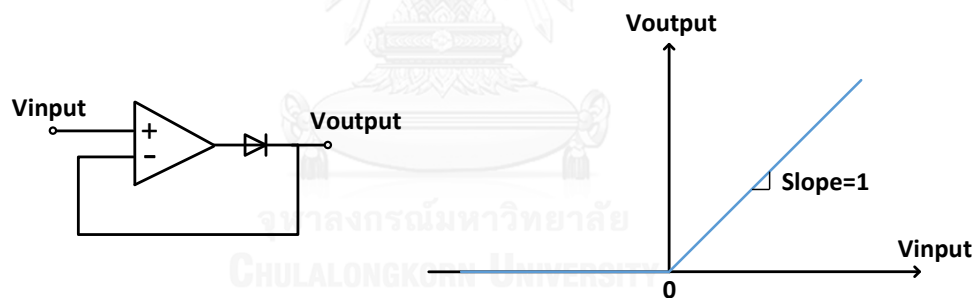 Vinput
+
-
Voutput
Voutput
Slope=1
Vinput
0
จุฬาลงกรณ์มหาวิทยาลัย
CHULALONGKORN UNIVERSITY